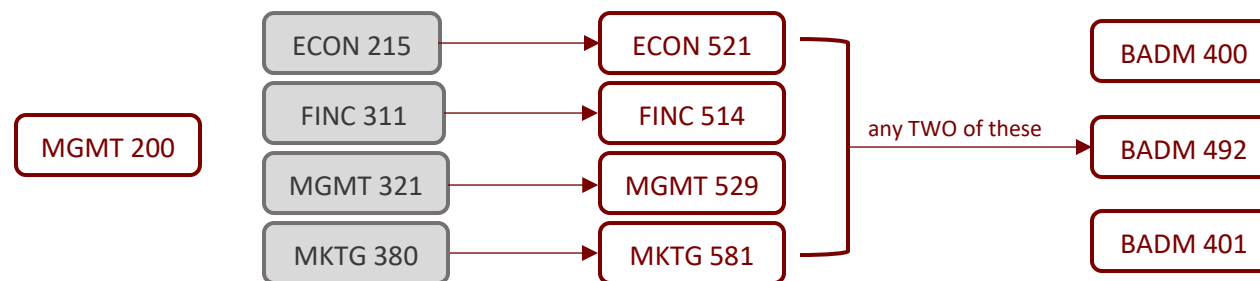 ECON 215
ECON 521
BADM 400
FINC 311
FINC 514
any TWO of these
MGMT 200
BADM 492
MGMT 321
MGMT 529
MKTG 380
MKTG 581
BADM 401